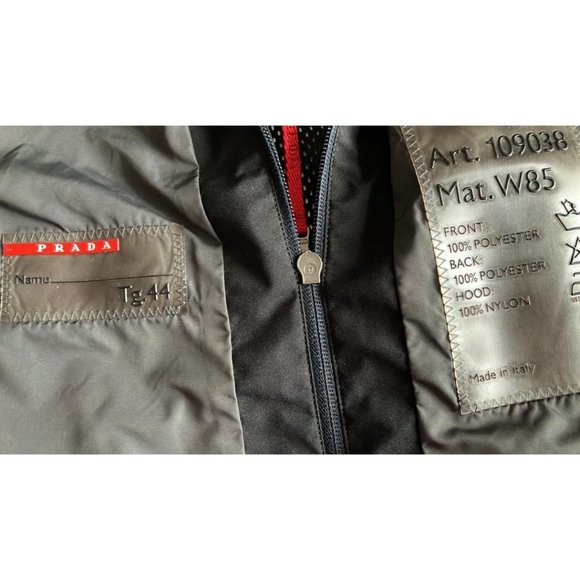 PRADA
Name
Tg.44
Art. 109038
Mat. W85
FRONT:
100% POLYESTER
BACK:
100% POLYESTER
HOOD:
100% NYLON
Made in Italy